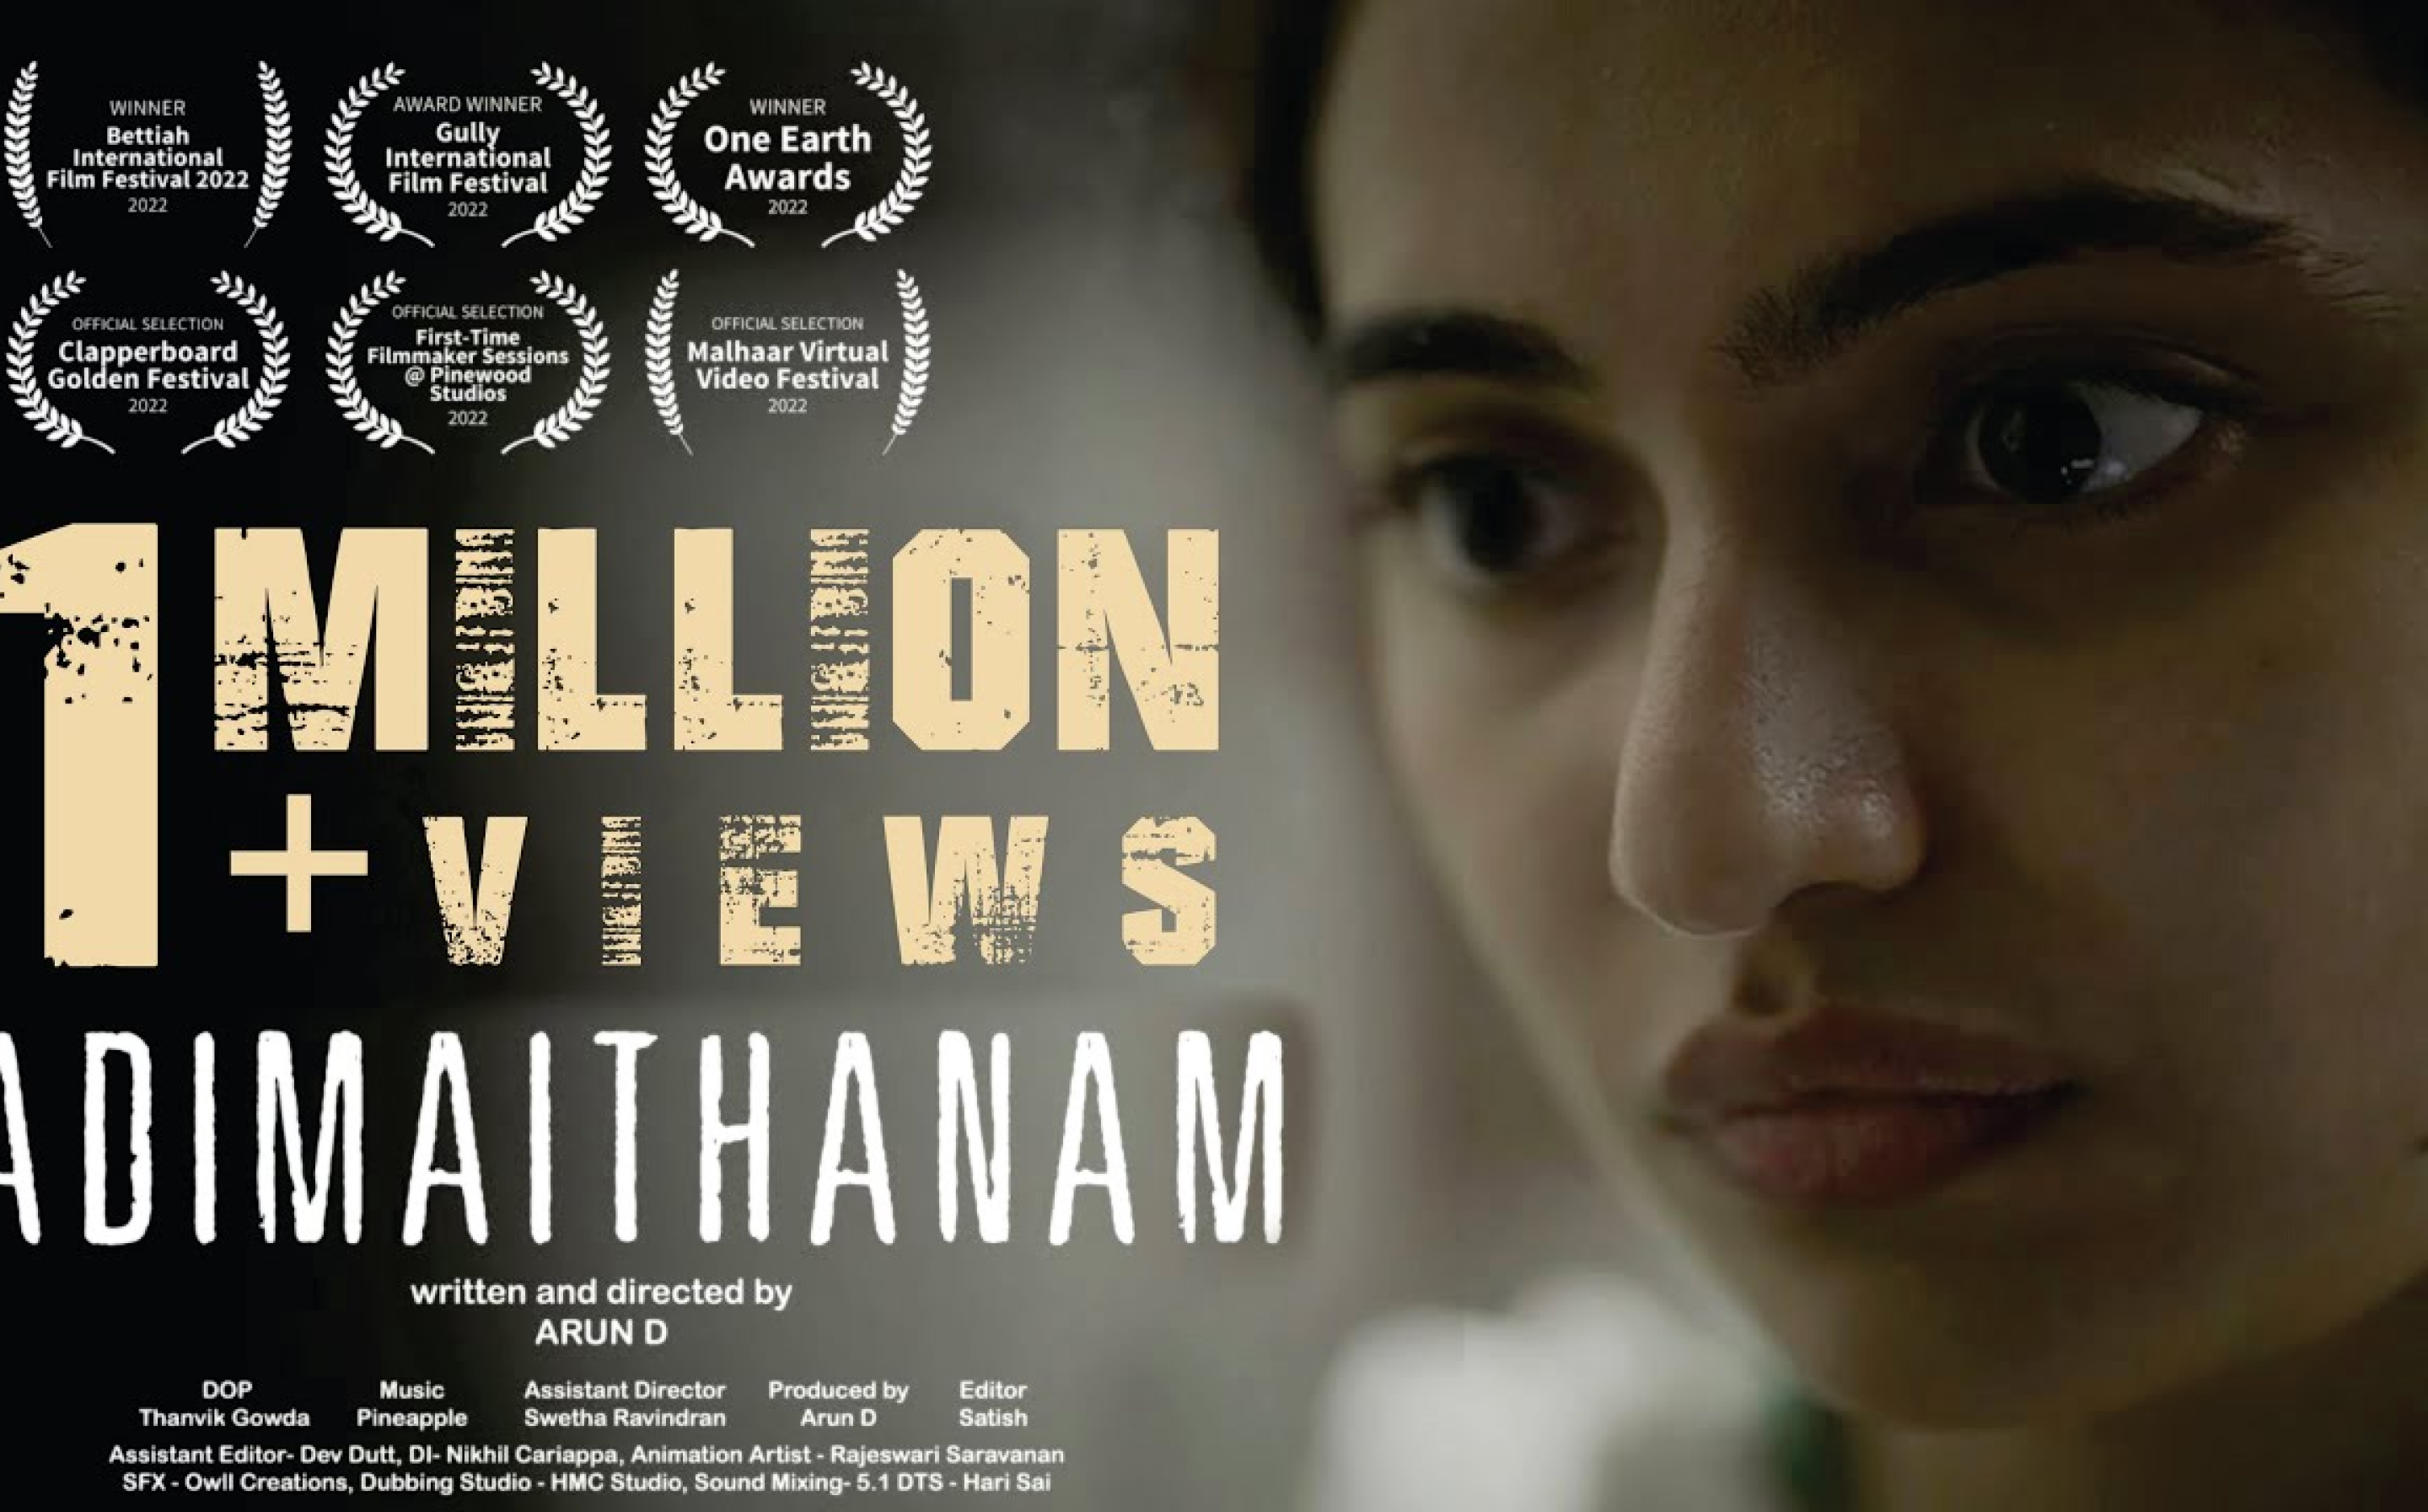 WINNER
Bettiah
International
Film Festival 2022
2022
AWARD WINNER
Gully
International
Film Festival
2022
WINNER
One Earth
Awards
2022
OFFICIAL SELECTION
Clapperboard
Golden Festival
2022
OFFICIAL SELECTION
First-Time
Filmmaker Sessions
@ Pinewood
Studios
2022
OFFICIAL SELECTION
Malhaar Virtual
Video Festival
2022
1 MILLION
+ VIEWS
ADIMAITHANAM
written and directed by
ARUN D
DOP
Thanvik Gowda
Music
Pineapple
Assistant Director
Swetha Ravindran
Produced by
Arun D
Editor
Satish
Assistant Editor- Dev Dutt, DI- Nikhil Cariappa, Animation Artist - Rajeswari Saravanan
SFX - Owll Creations, Dubbing Studio - HMC Studio, Sound Mixing- 5.1 DTS - Hari Sai